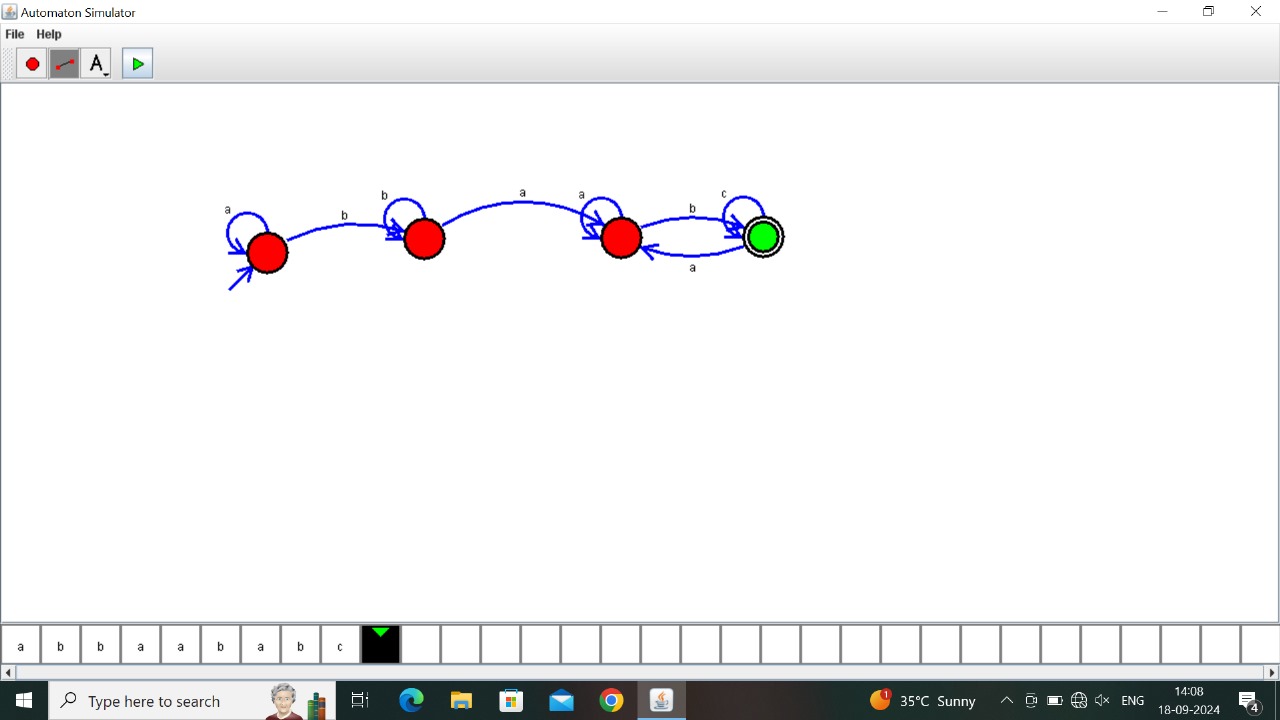 Automaton Simulator
File Help
A
a b b a a b c
b a
a
a b b a a b a b c
Type here to search
1
35°C Sunny
ENG
14:08
18-09-2024
4